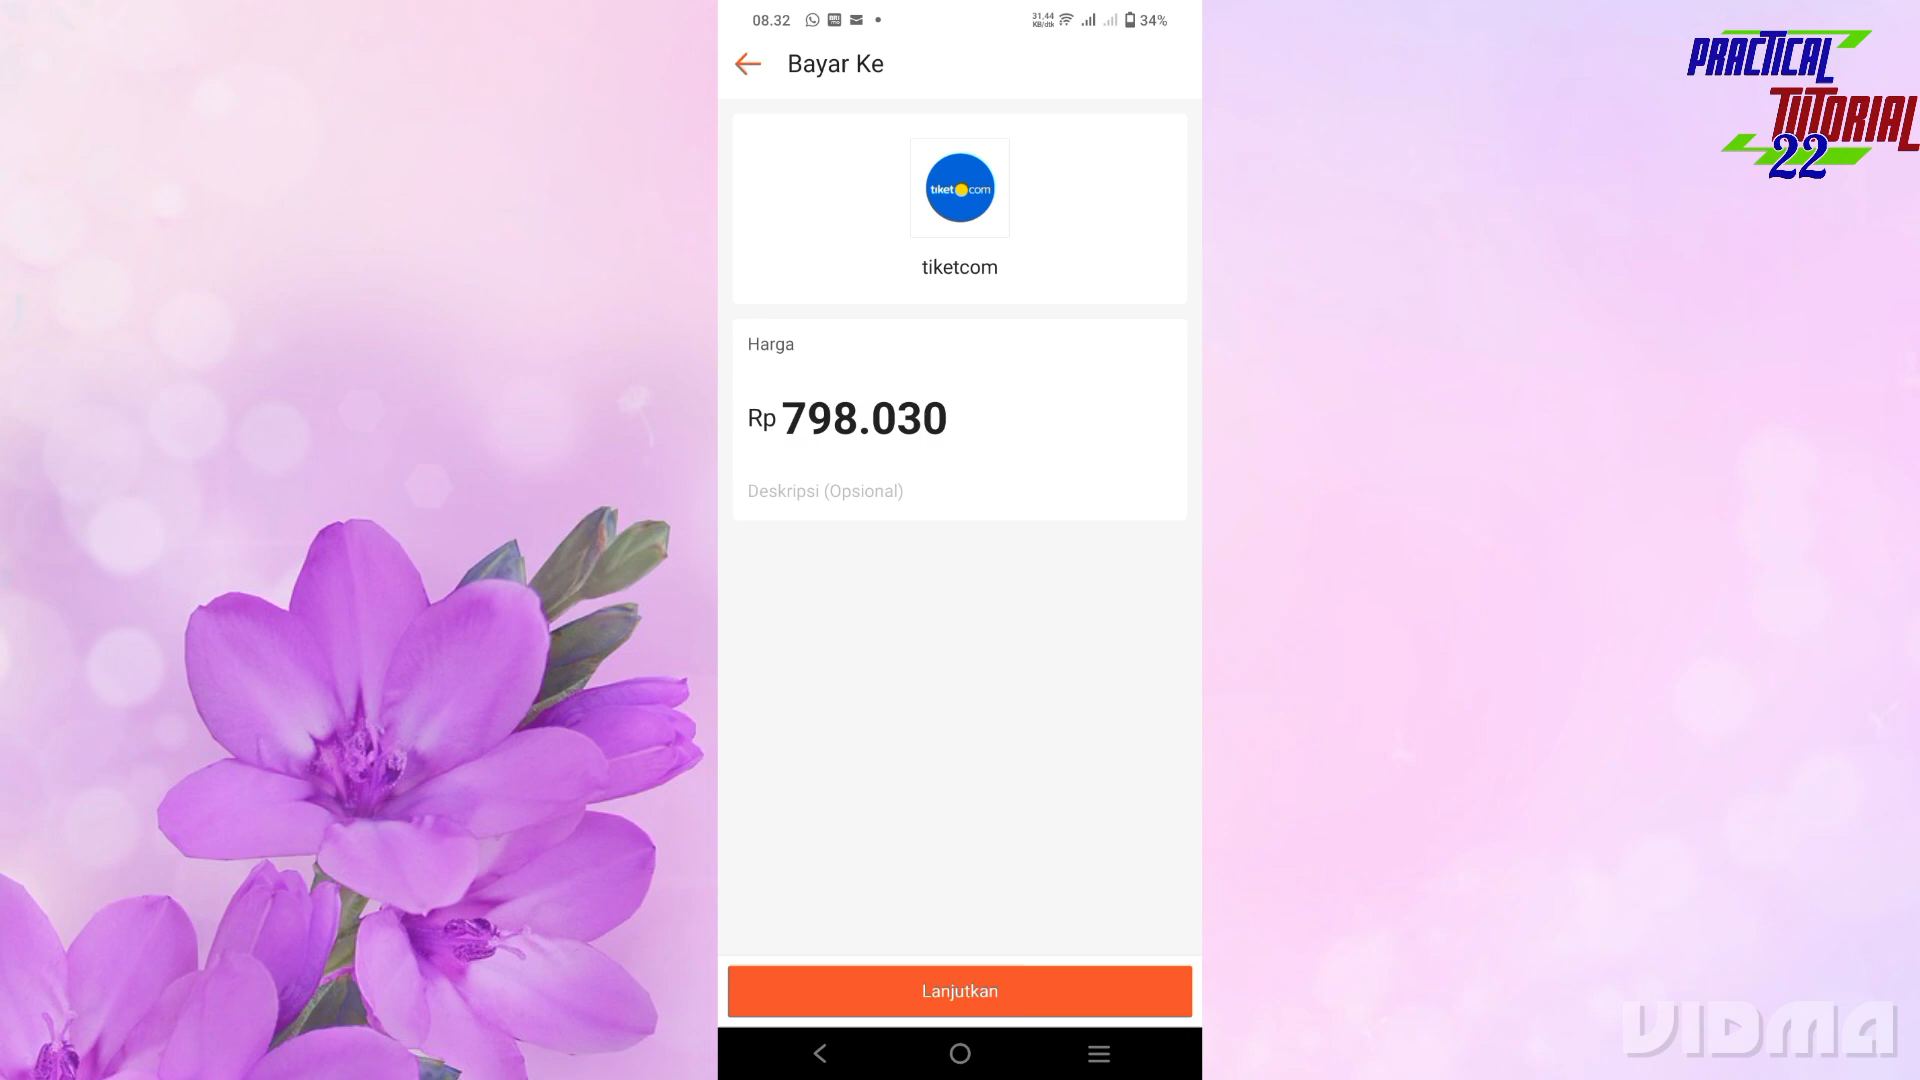 08.32
31,44
KB/dtk
34%
Bayar Ke
PRACTICAL
TUTORIAL
22
tiket com
tiketcom
Harga
Rp 798.030
Deskripsi (Opsional)
Lanjutkan
VIDMA